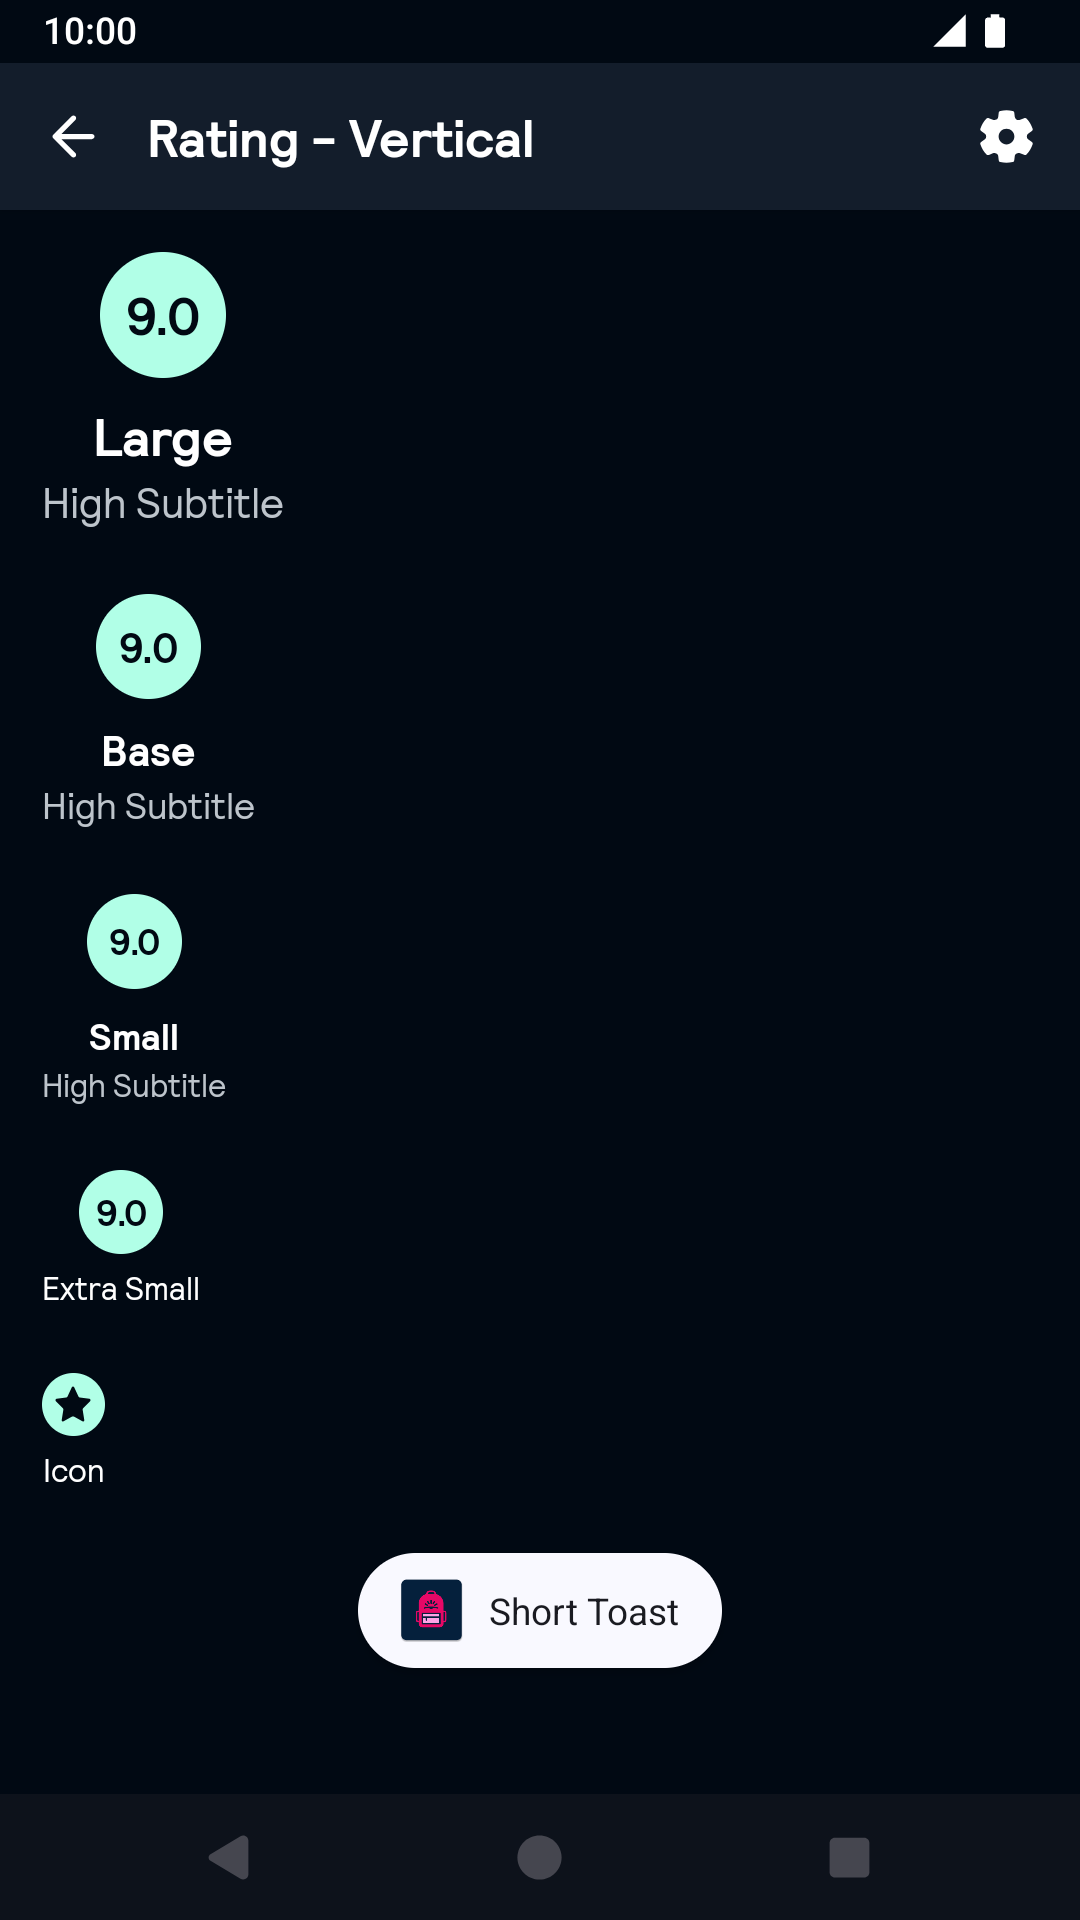 10:00
Rating - Vertical
9.0
Large
High Subtitle
9.0
Base
High Subtitle
9.0
Small
High Subtitle
9.0
Extra Small
Icon
Short Toast